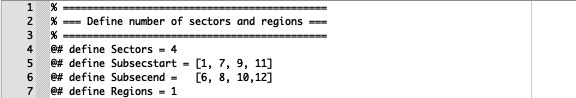 1 % ==========================================
2 % === Define number of sectors and regions ===
3 % ==========================================
4 @# define Sectors = 4
5 @# define Subsecstart = [1, 7, 9, 11]
6 @# define Subsecend =   [6, 8, 10,12]
7 @# define Regions = 1